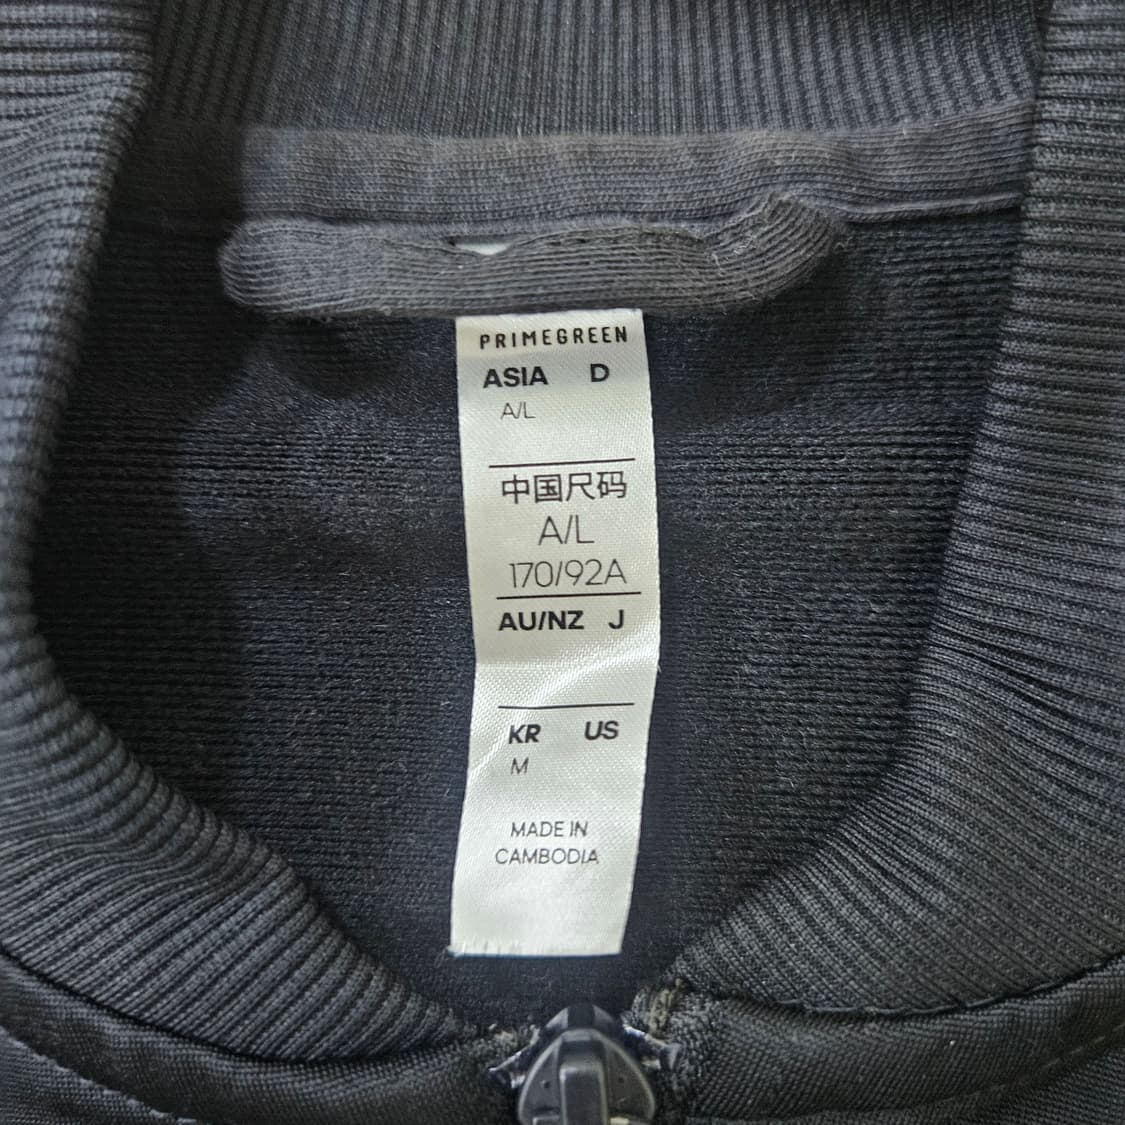 PRIMEGREEN
ASIA D
A/L
中国尺码
A/L
170/92A
AU/NZ J
KR US
M
MADE IN
CAMBODIA